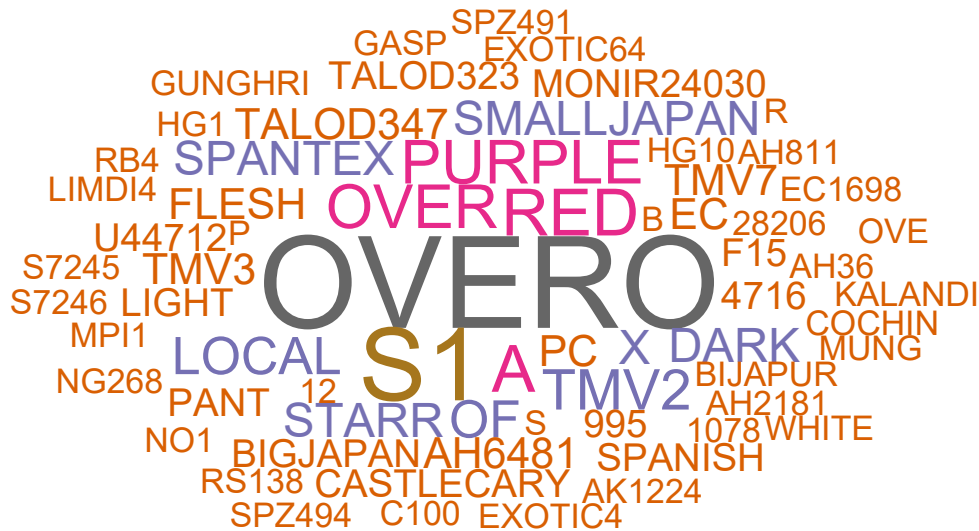 SPZ491
GASP EXOTIC64
GUNGHRI TALOD323 MONIR24030
HG1 TALOD347 SMALLJAPAN R
RB4 SPANTEX PURPLE HG10 AH811
LIMDI4 FLESH OVER RED TMV7 EC1698
U44712 P B EC 28206 OVE
S7245 TMV3 OVERO F15 AH36
S7246 LIGHT 4716 KALANDI
MPI1 S1 COCHIN
LOCAL A PC X DARK MUNG
NG268 12 TMV2 BIJAPUR
PANT STARR OF S 995 AH2181
NO1 1078 WHITE
BIGJAPAN AH6481 SPANISH
RS138 CASTLECARY AK1224
SPZ494 C100 EXOTIC4